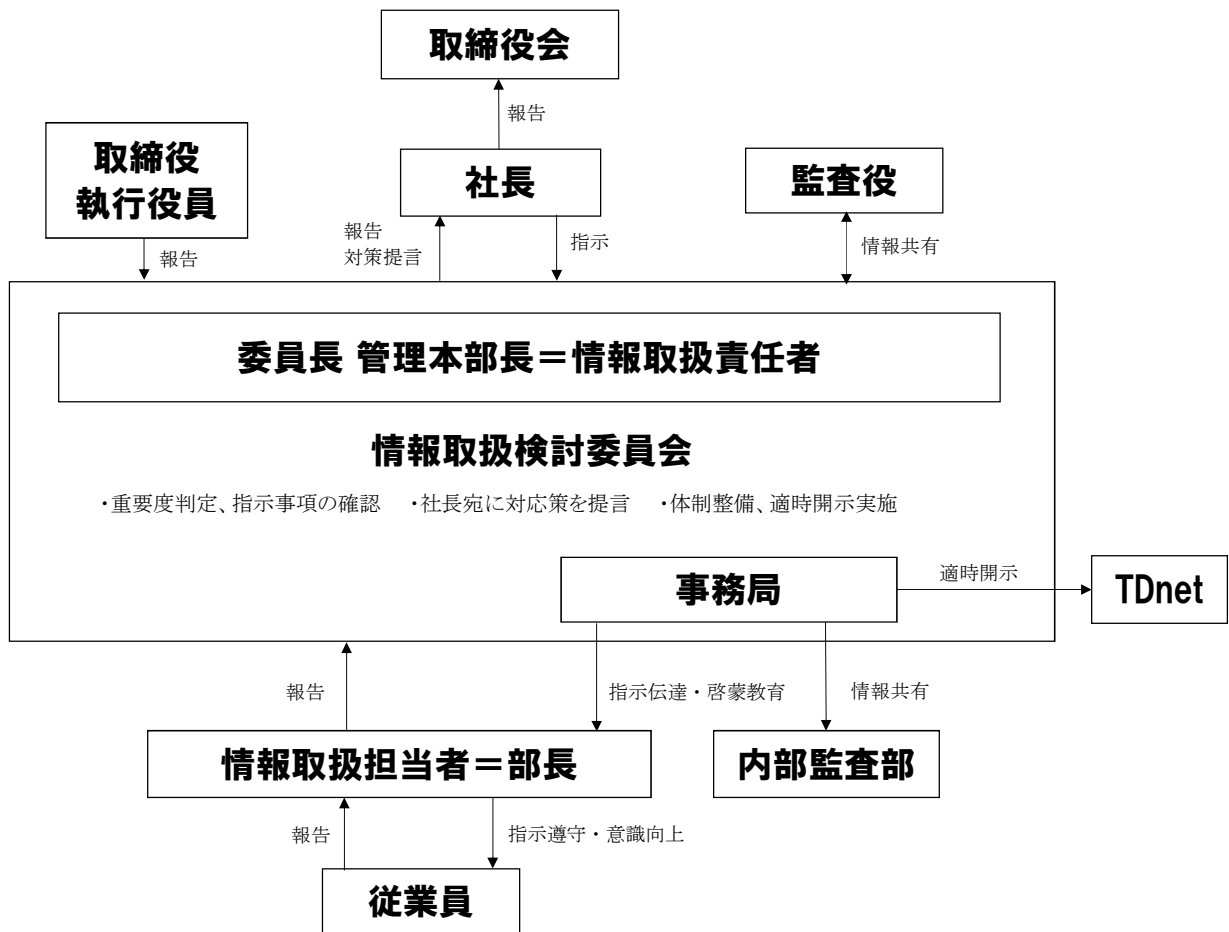 取締役会
報告
取締役
執行役員
社長
監査役
報告
報告
対策提言
指示
情報共有
委員長 管理本部長＝情報取扱責任者
情報取扱検討委員会
・重要度判定、指示事項の確認　・社長宛に対応策を提言　・体制整備、適時開示実施
事務局
適時開示
TDnet
報告
指示伝達・啓蒙教育
情報共有
情報取扱担当者＝部長
内部監査部
報告
指示遵守・意識向上
従業員